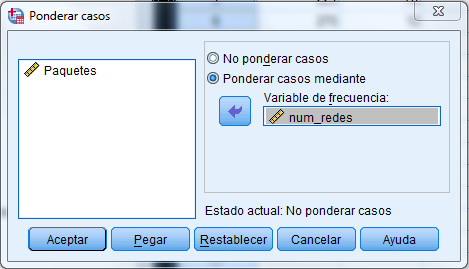 Ponderar casos
Paquetes
No ponderar casos
Ponderar casos mediante
Variable de frecuencia:
num_redes
Estado actual: No ponderar casos
Aceptar Pegar Restablecer Cancelar Ayuda